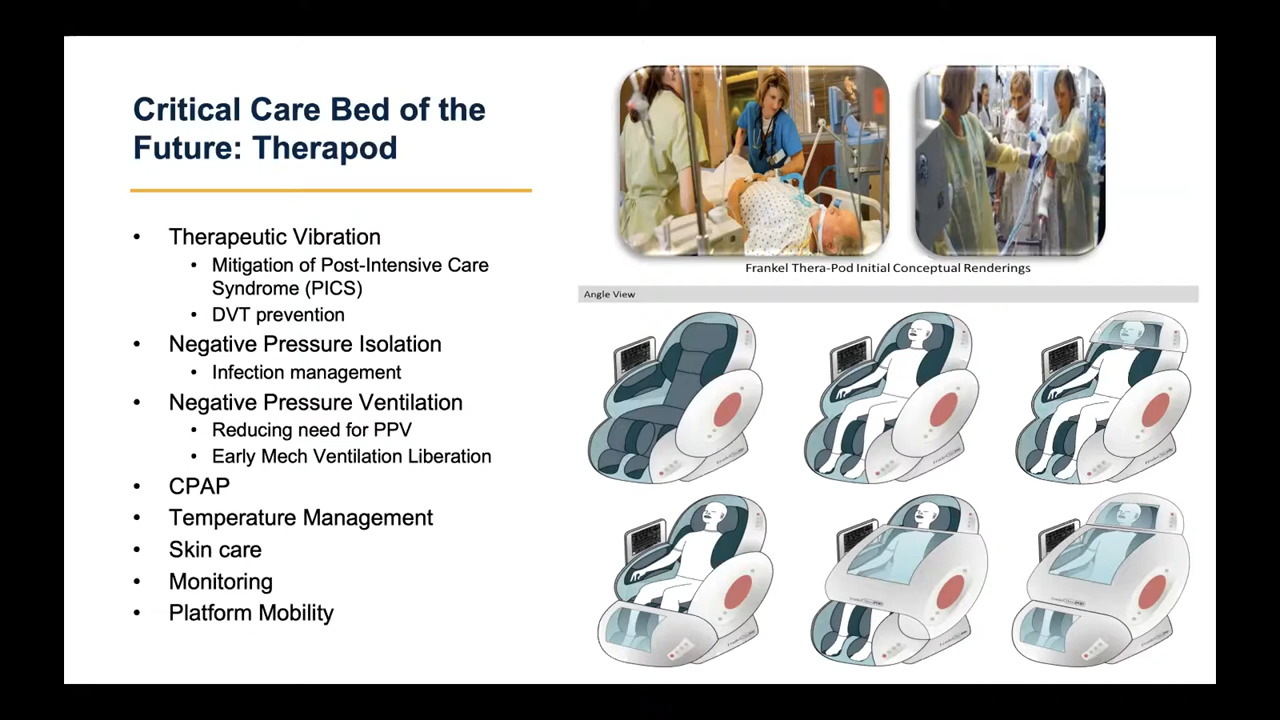 Critical Care Bed of the
Future: Therapod
• Therapeutic Vibration
• Mitigation of Post-Intensive Care
Syndrome (PICS)
• DVT prevention
• Negative Pressure Isolation
• Infection management
• Negative Pressure Ventilation
• Reducing need for PPV
• Early Mech Ventilation Liberation
• CPAP
• Temperature Management
• Skin care
• Monitoring
• Platform Mobility
Frankel Thera-Pod Initial Conceptual Renderings
Angle View